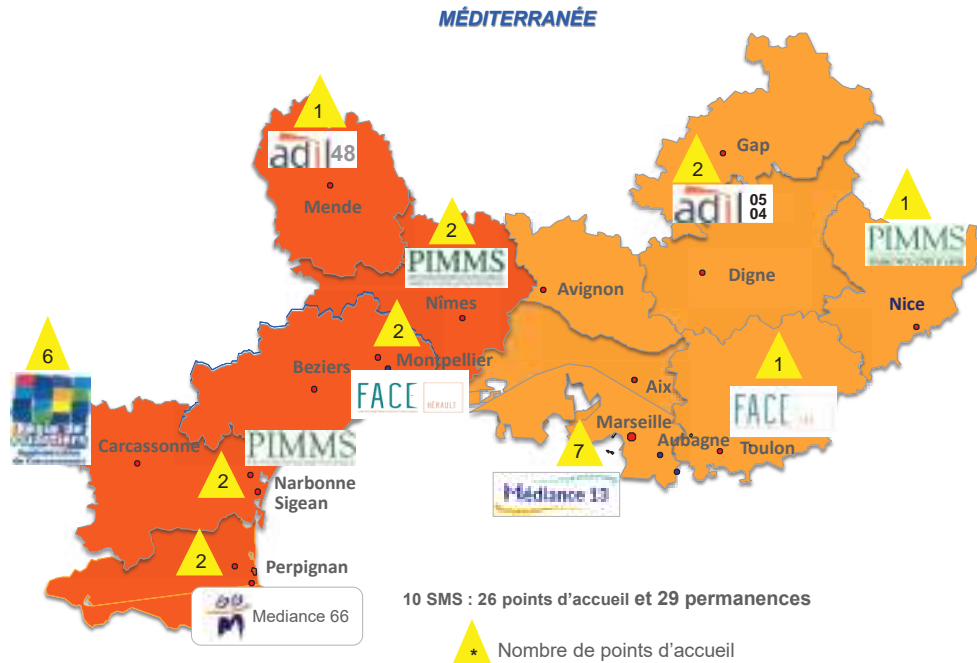 MÉDITERRANÉE
1
adil 48
Mende
Gap
2
adil 05 04
1
PIMMS
2
PIMMS
Nîmes
Avignon
Digne
Nice
6
2
Montpellier
Beziers
FACE HÉRAULT
Aix
1
FACE
Marseille
Aubagne
Toulon
7
Médiance 13
Carcassonne
PIMMS
2
Narbonne
Sigean
2
Perpignan
Mediance 66
10 SMS : 26 points d’accueil et 29 permanences
* Nombre de points d’accueil